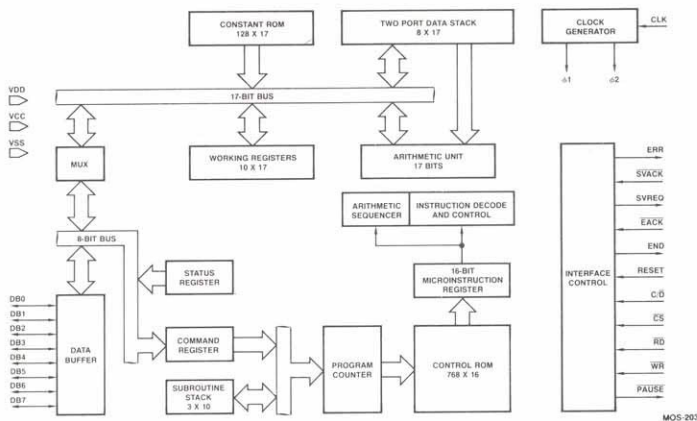 CONSTANT ROM
128 X 17
TWO PORT DATA STACK
8 X 17
CLOCK
GENERATOR
CLK
ϕ1
ϕ2
VDD
VCC
VSS
17-BIT BUS
MUX
WORKING REGISTERS
10 X 17
ARITHMETIC UNIT
17 BITS
ARITHMETIC
SEQUENCER
INSTRUCTION DECODE
AND CONTROL
8-BIT BUS
STATUS
REGISTER
16-BIT
MICROINSTRUCTION
REGISTER
DB0
DB1
DB2
DB3
DB4
DB5
DB6
DB7
DATA
BUFFER
COMMAND
REGISTER
SUBROUTINE
STACK
3 X 10
PROGRAM
COUNTER
CONTROL ROM
768 X 16
INTERFACE
CONTROL
ERR
SVACK
SVREQ
EACK
END
RESET
C/D
CS
RD
WR
PAUSE
MOS-203